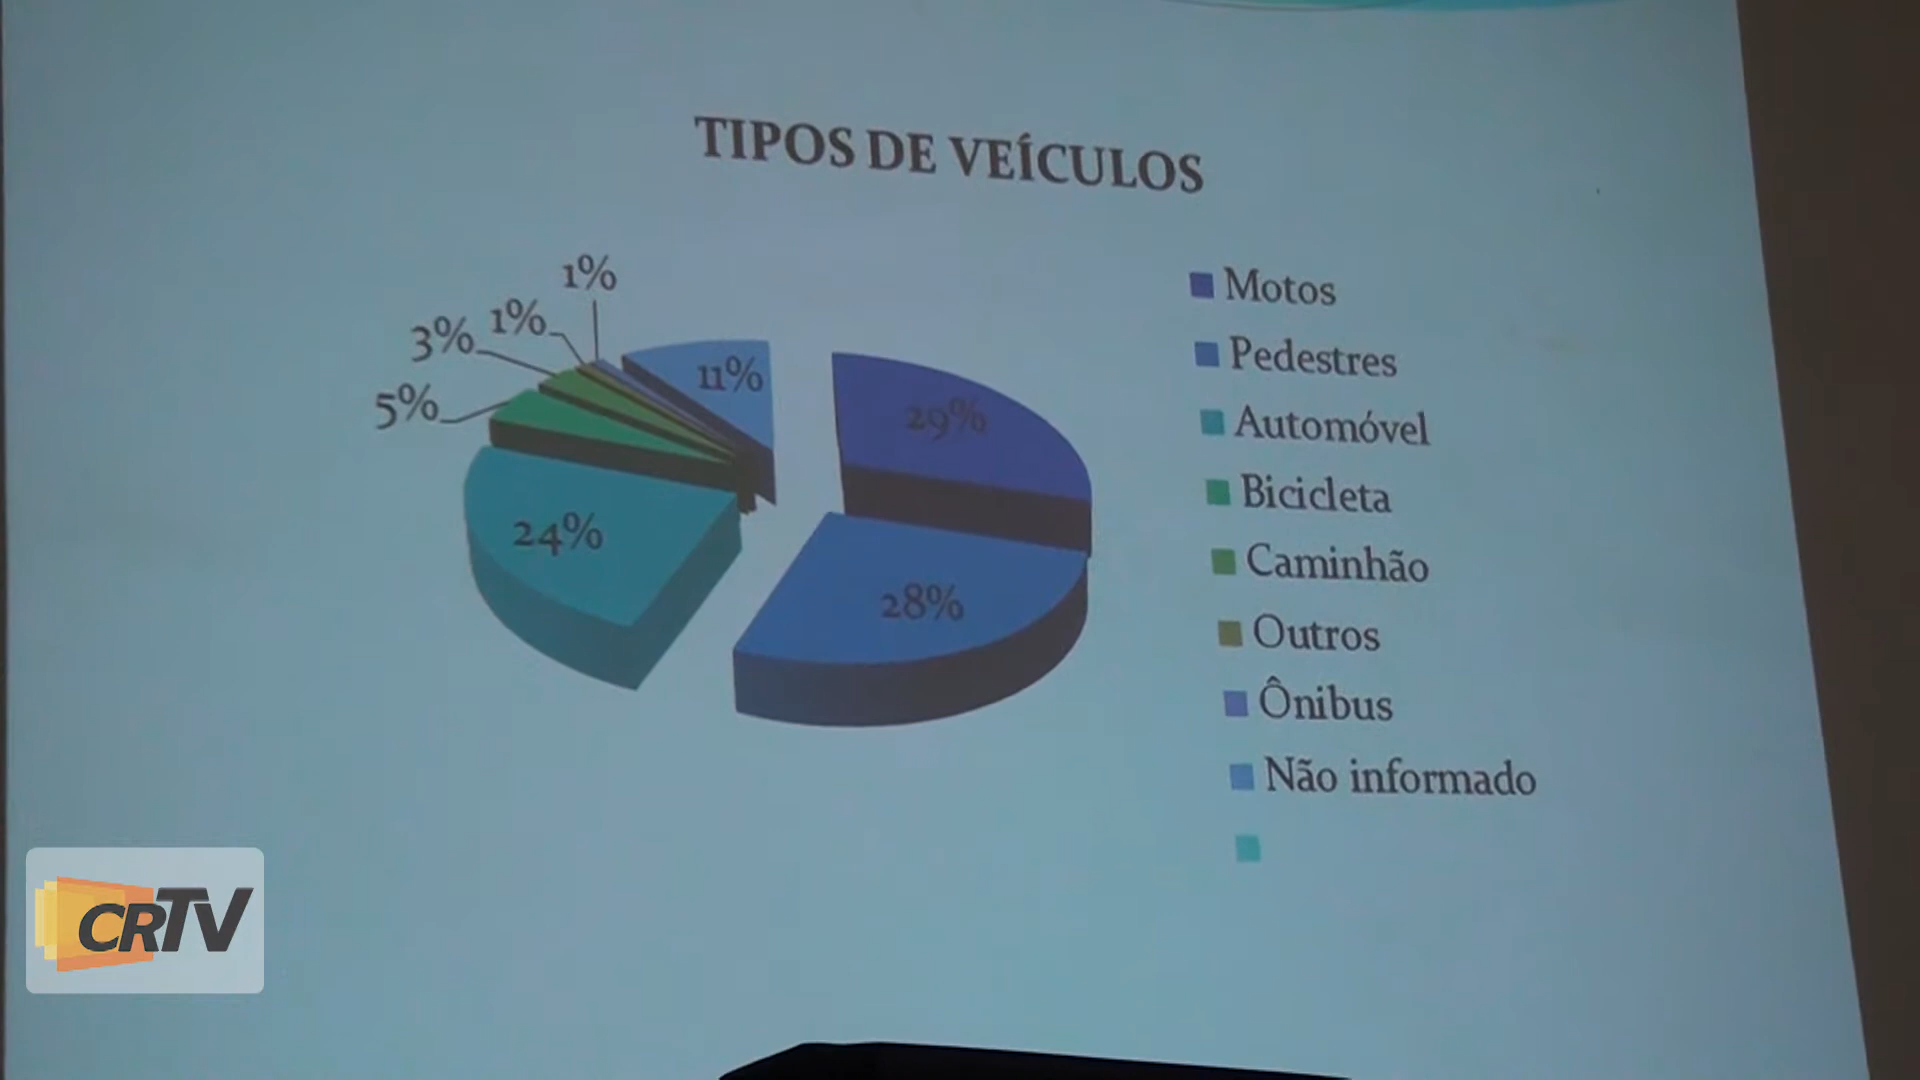 TIPOS DE VEÍCULOS
1%
1%
3%
5%
11%
29%
24%
28%
Motos
Pedestres
Automóvel
Bicicleta
Caminhão
Outros
Ônibus
Não informado
CRTV